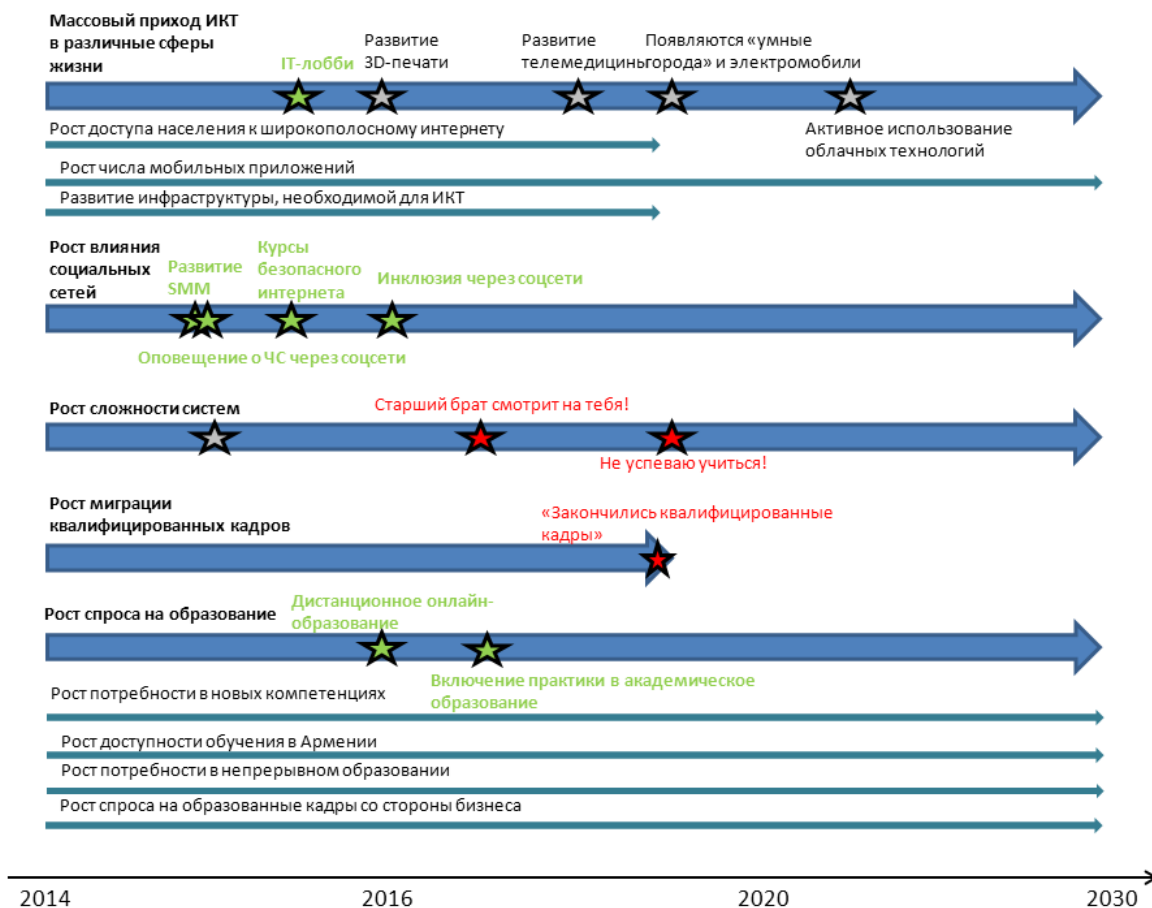 Массовый приход ИКТ
в различные сферы
жизни
IT-лобби
Развитие
3D-печати
Развитие
телемедицины
Появляются «умные
города» и электромобили
Активное использование
облачных технологий
Рост доступа населения к широкополосному интернету
Рост числа мобильных приложений
Развитие инфраструктуры, необходимой для ИКТ
Рост влияния
социальных
сетей
Развитие
SMM
Курсы
безопасного
интернета
Инклюзия через соцсети
Оповещение о ЧС через соцсети
Рост сложности систем
Старший брат смотрит на тебя!
Не успеваю учиться!
Рост миграции
квалифицированных кадров
«Закончились квалифицированные
кадры»
Рост спроса на образование
Дистанционное онлайн-
образование
Включение практики в академическое
образование
Рост потребности в новых компетенциях
Рост доступности обучения в Армении
Рост потребности в непрерывном образовании
Рост спроса на образованные кадры со стороны бизнеса
2014
2016
2020
2030